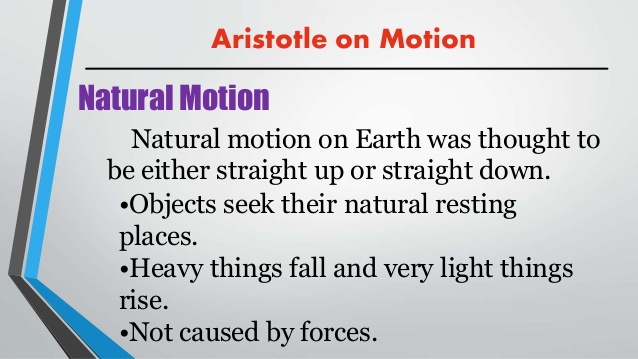 Aristotle on Motion
Natural Motion
Natural motion on Earth was thought to
be either straight up or straight down.
•Objects seek their natural resting
places.
•Heavy things fall and very light things
rise.
•Not caused by forces.